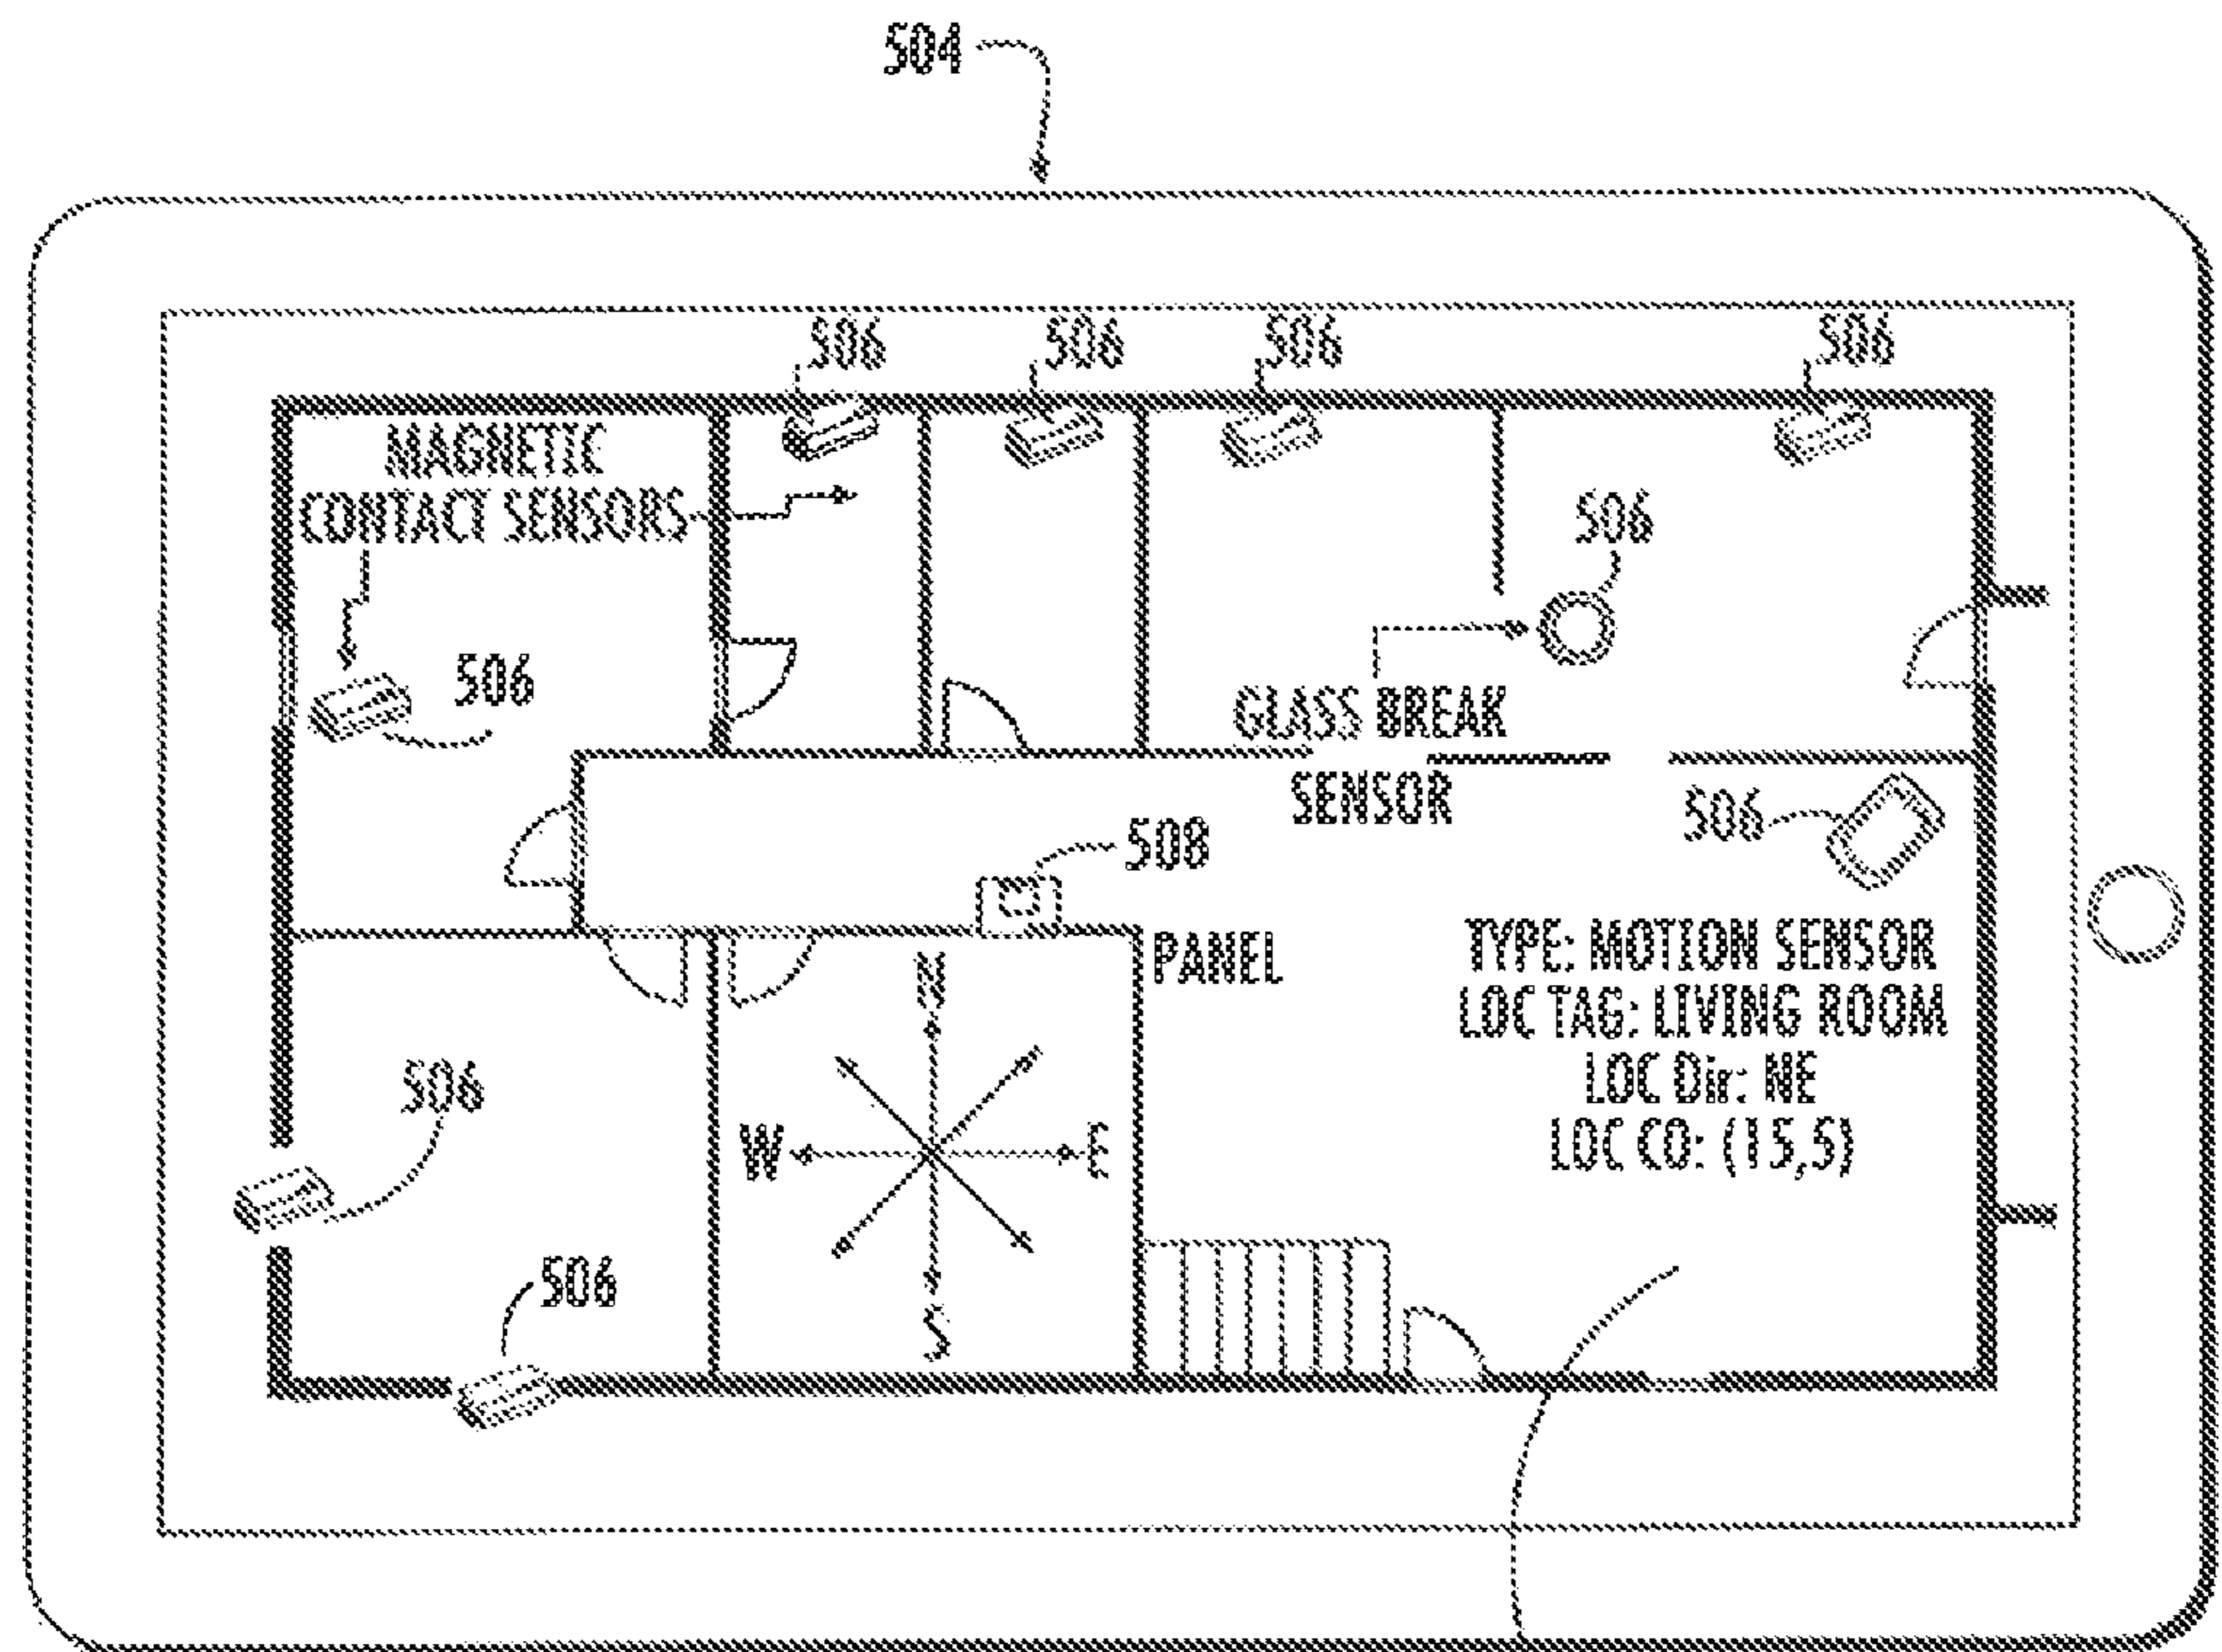 504
506
506
506
506
MAGNETIC
CONTACT SENSORS
506
506
GLASS BREAK
SENSOR
506
508
PANEL
TYPE: MOTION SENSOR
LOC TAG: LIVING ROOM
LOC Dir: NE
LOC CO: (15,5)
N
W
E
S
506
506